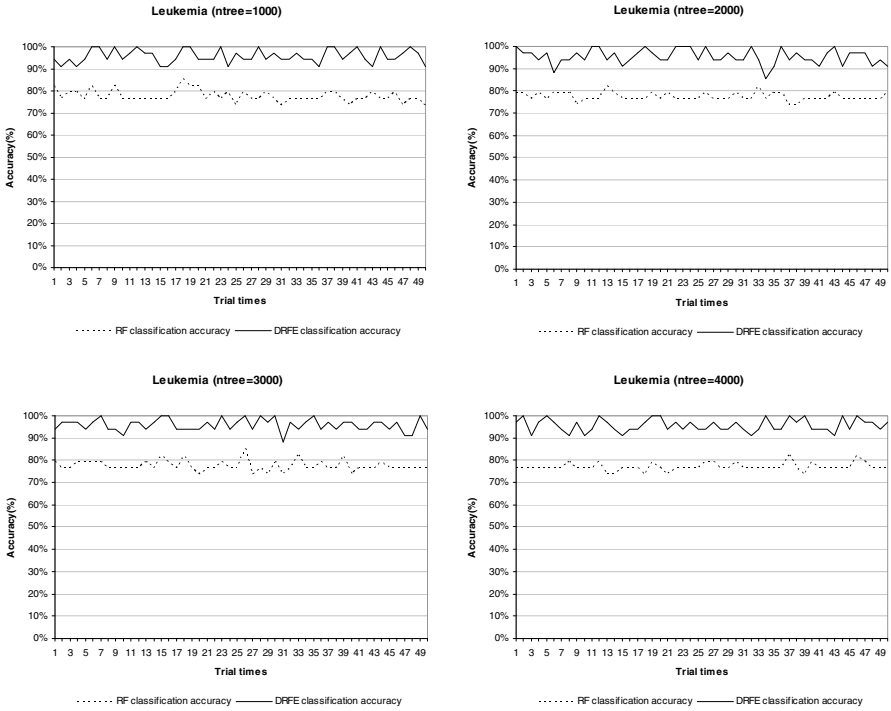 Leukemia (ntree=1000)
100%
90%
80%
70%
60%
50%
40%
30%
20%
10%
0%
Accuracy(%)
1 3 5 7 9 11 13 15 17 19 21 23 25 27 29 31 33 35 37 39 41 43 45 47 49
Trial times
RF classification accuracy DRFE classification accuracy
Leukemia (ntree=2000)
100%
90%
80%
70%
60%
50%
40%
30%
20%
10%
0%
Accuracy(%)
1 3 5 7 9 11 13 15 17 19 21 23 25 27 29 31 33 35 37 39 41 43 45 47 49
Trial times
RF classification accuracy DRFE classification accuracy
Leukemia (ntree=3000)
100%
90%
80%
70%
60%
50%
40%
30%
20%
10%
0%
Accuracy(%)
1 3 5 7 9 11 13 15 17 19 21 23 25 27 29 31 33 35 37 39 41 43 45 47 49
Trial times
RF classification accuracy DRFE classification accuracy
Leukemia (ntree=4000)
100%
90%
80%
70%
60%
50%
40%
30%
20%
10%
0%
Accuracy(%)
1 3 5 7 9 11 13 15 17 19 21 23 25 27 29 31 33 35 37 39 41 43 45 47 49
Trial times
RF classification accuracy DRFE classification accuracy